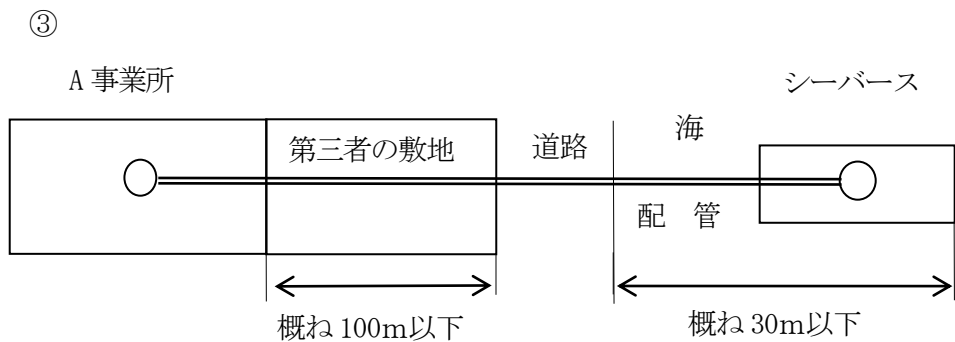 ③
A 事業所
シーバース
第三者の敷地
道路
海
配 管
概ね 100m以下
概ね 30m以下